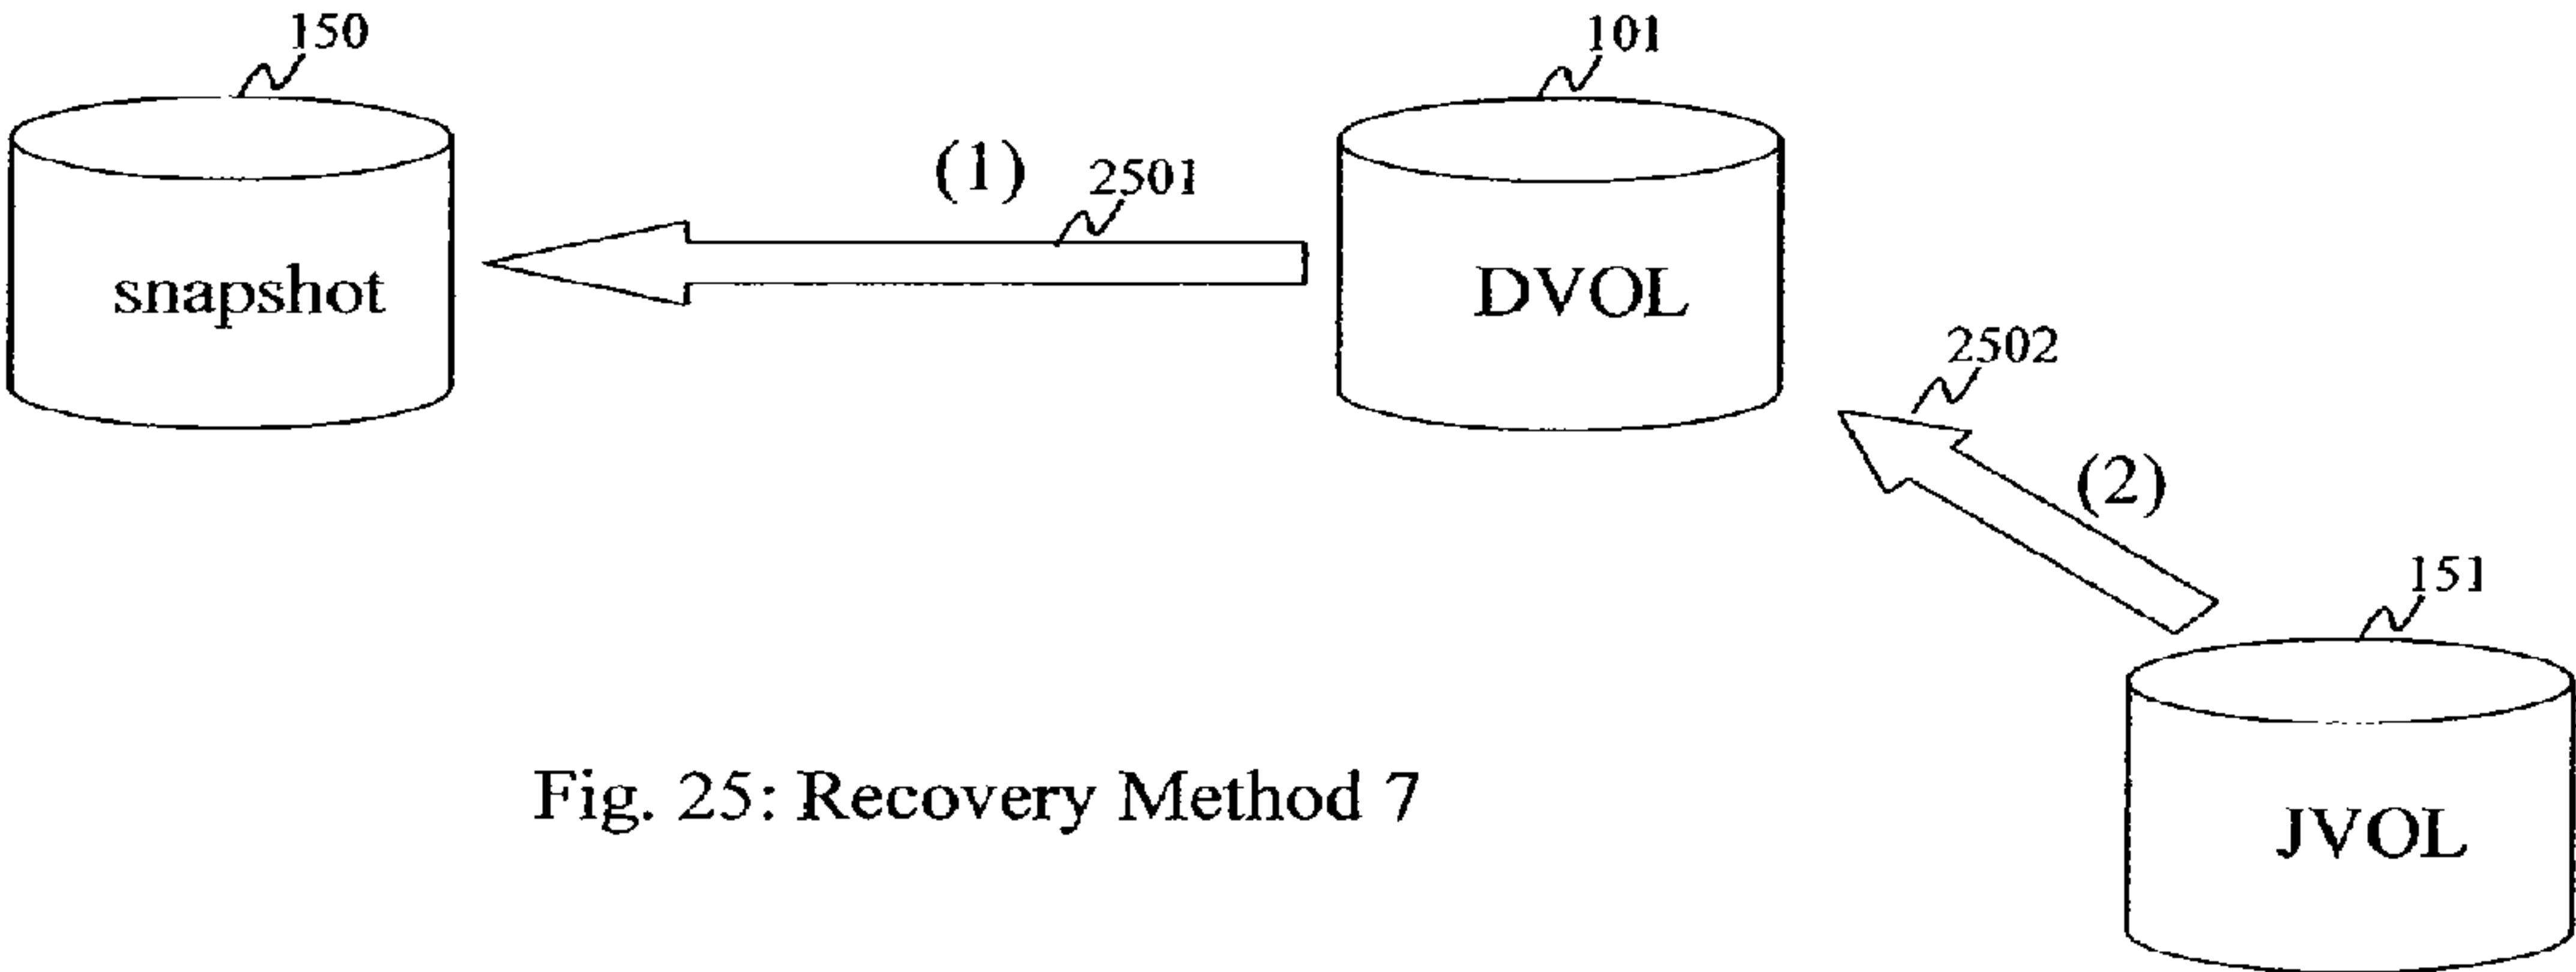 150
101
(1)
2501
snapshot
DVOL
2502
(2)
151
JVOL
Fig. 25: Recovery Method 7